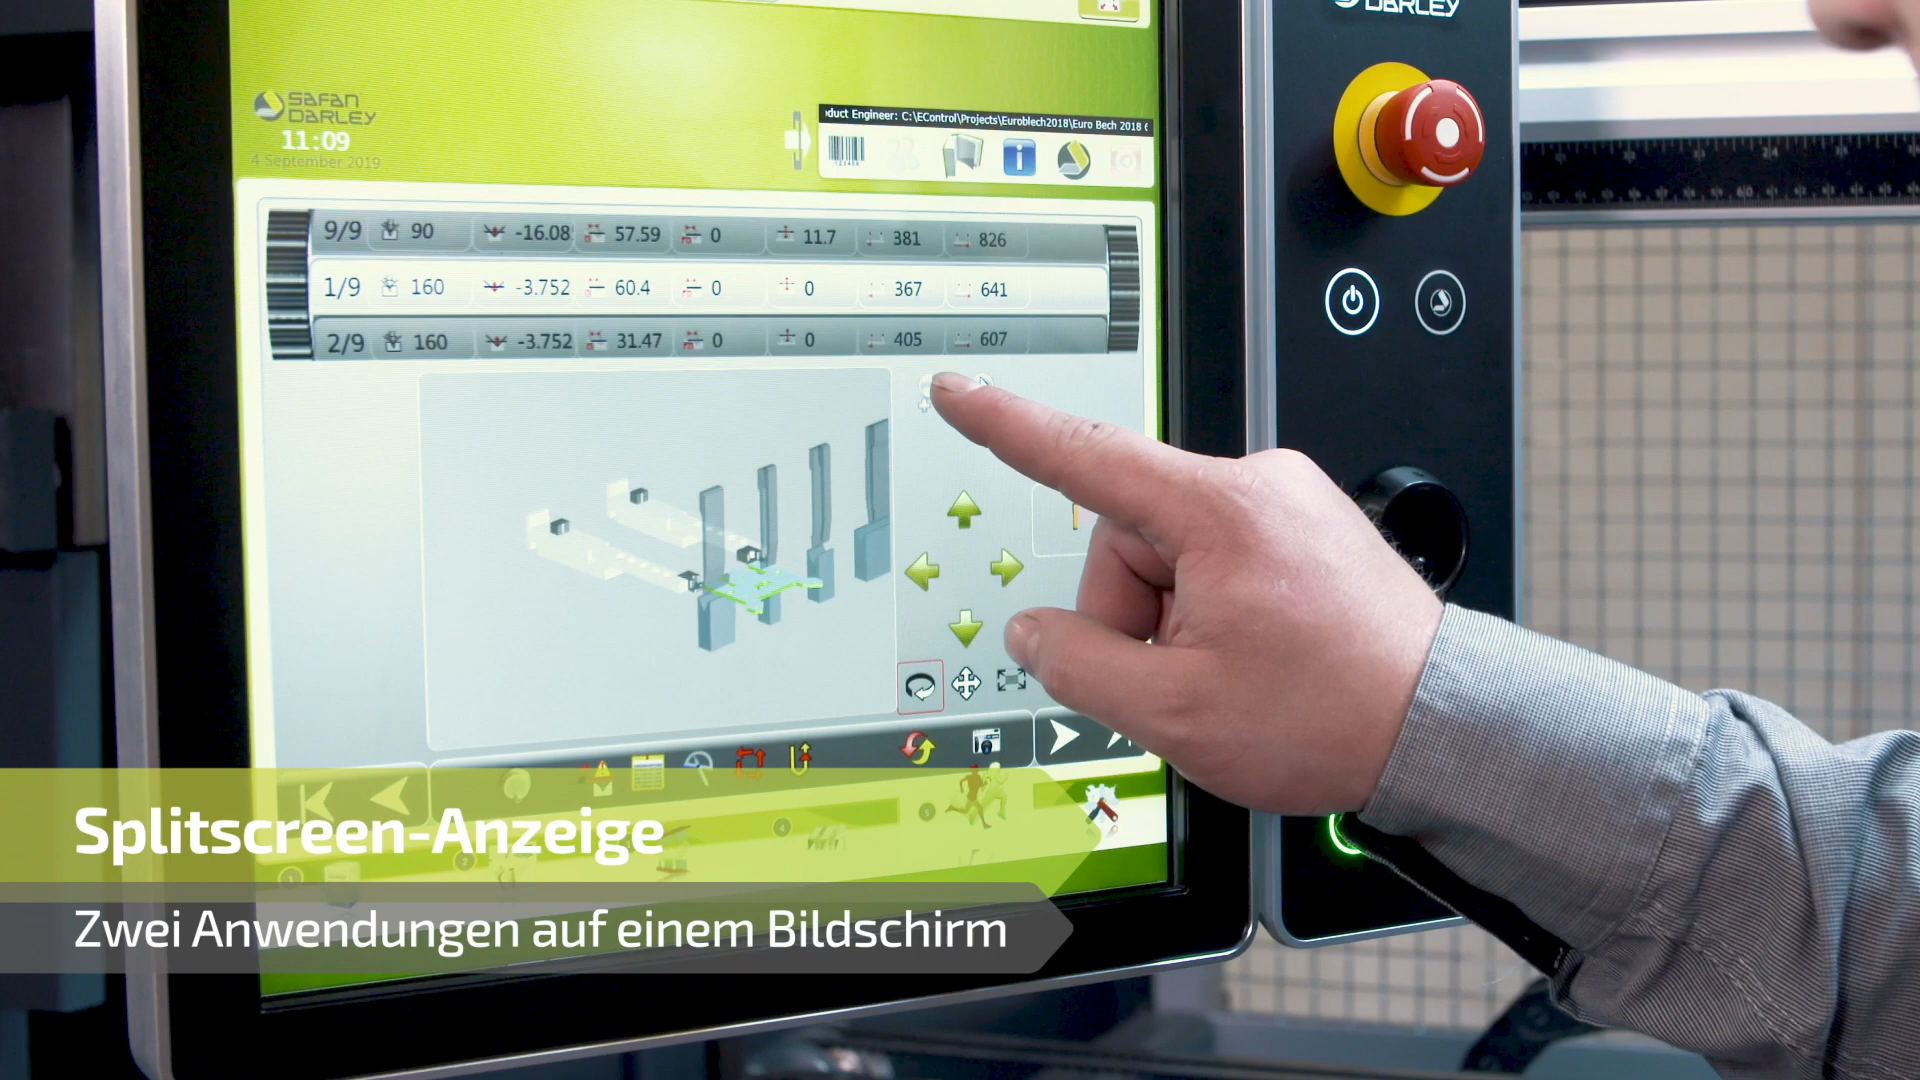 DARLEY
SAFAN
DARLEY
11:09
4 September 2019
duct Engineer: C:\EControl\Projects\Euroblech2018\Euro Bech 2018
9/9 90 -16.08 57.59 0 11.7 381 826
1/9 160 -3.752 60.4 0 0 367 641
2/9 160 -3.752 31.47 0 0 405 607
Splitscreen-Anzeige
Zwei Anwendungen auf einem Bildschirm